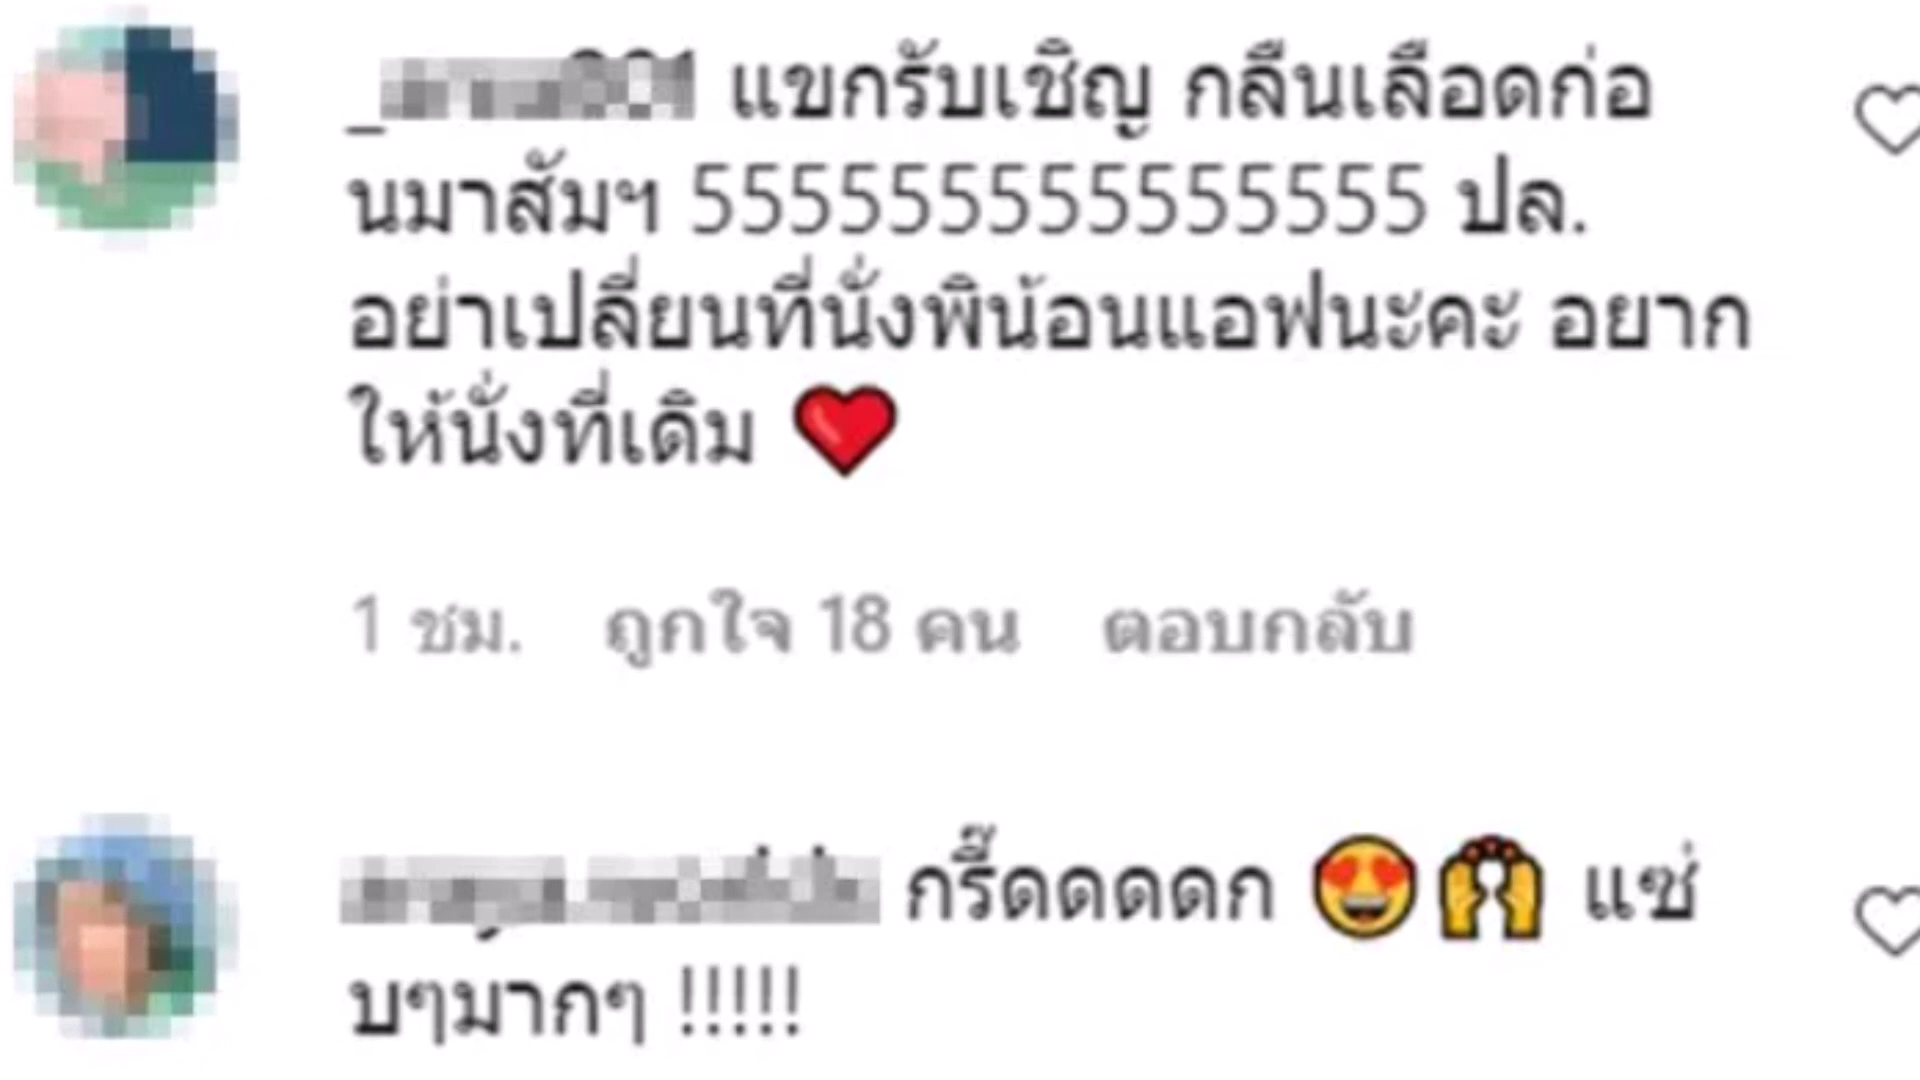 แขกรับเชิญ กลืนเลือดก่อ
นมาสัมฯ 555555555555555 ปล.
อย่าเปลี่ยนที่นั่งพิน้อนแอฟนะคะ อยาก
ให้นั่งที่เดิม ❤️
1 ชม. ถูกใจ 18 คน ตอบกลับ
กรี๊ดดดดก 😍🙌 แซ่
บๆมากๆ !!!!!